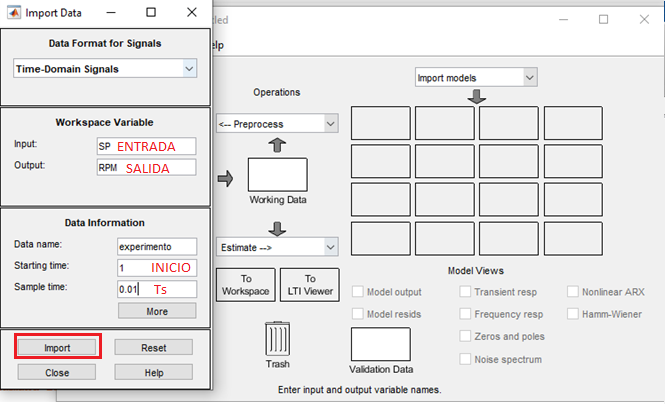 Import Data
Data Format for Signals
Time-Domain Signals
Workspace Variable
Input: SP ENTRADA
Output: RPM SALIDA
Data Information
Data name: experimento
Starting time: 1 INICIO
Sample time: 0.01 Ts
More
Import Reset
Close Help
tled
elp
Import models
Operations
<-- Preprocess
Working Data
Estimate -->
To Workspace
To LTI Viewer
Trash
Validation Data
Model Views
Model output Transient resp Nonlinear ARX
Model resids Frequency resp Hamm-Wiener
Zeros and poles
Noise spectrum
Enter input and output variable names.